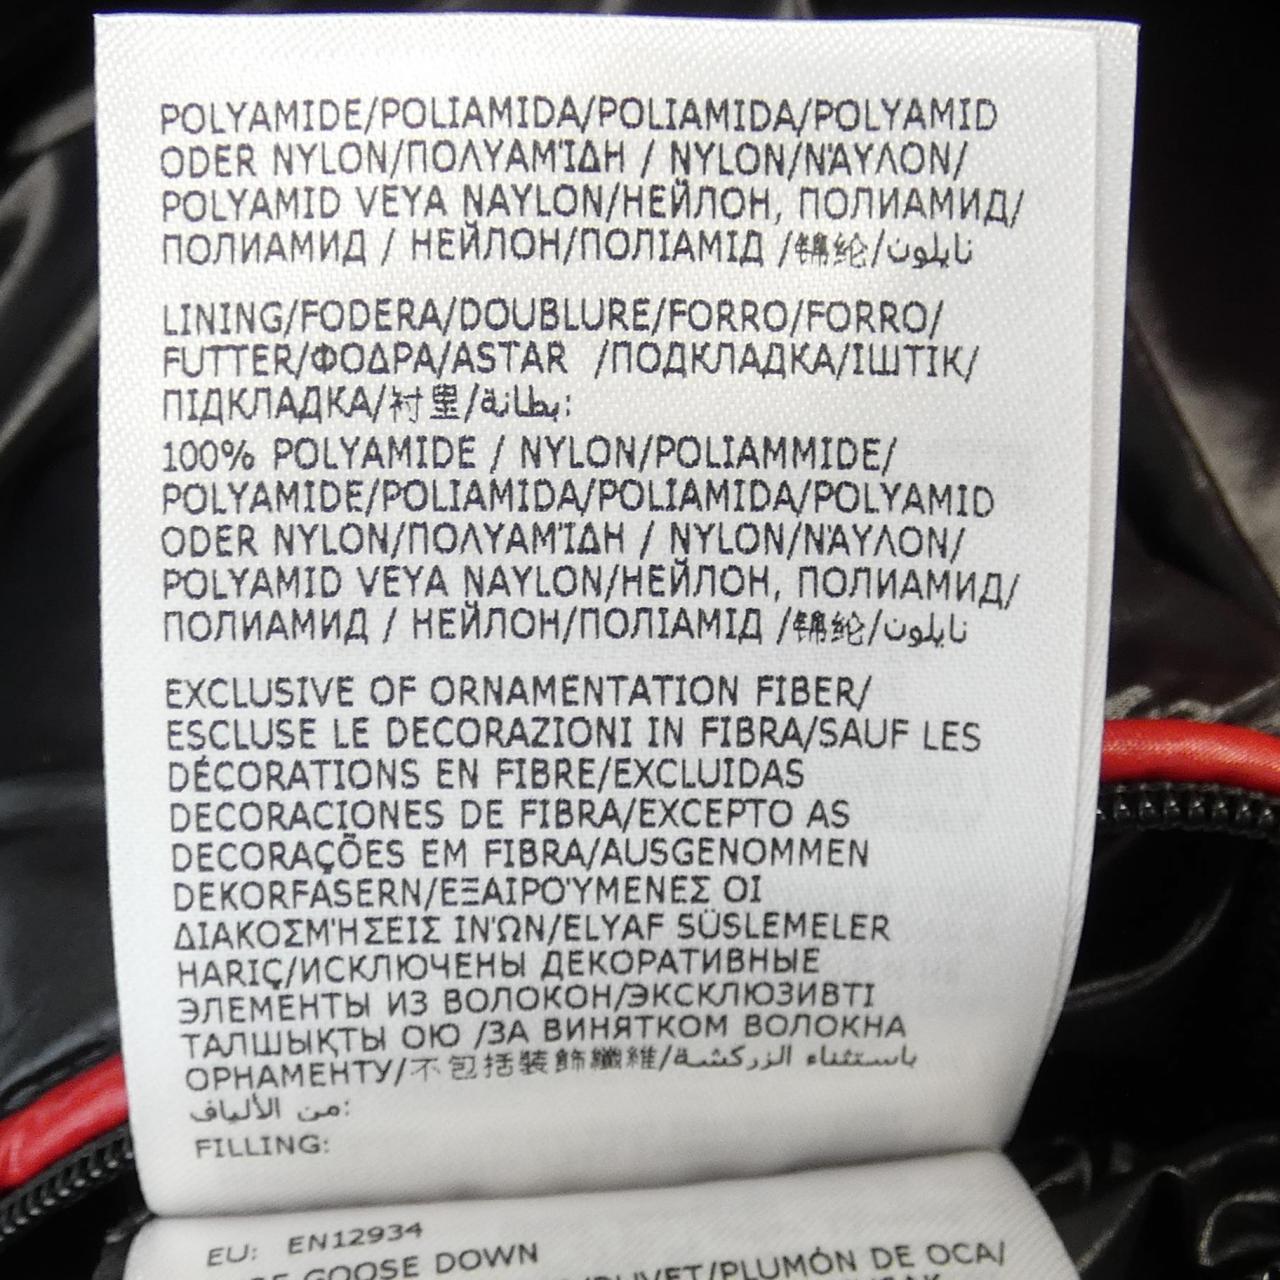 POLYAMIDE/POLIAMIDA/POLIAMIDA/POLYAMID
ODER NYLON/ΠΟΛΥΑΜΊΔΗ / NYLON/ΝΆΥΛΟΝ/
POLYAMID VEYA NAYLON/НЕЙЛОН, ПОЛИАМИД/
ПОЛИАМИД / НЕЙЛОН/ПОЛІАМІД /锦纶/نايلون
LINING/FODERA/DOUBLURE/FORRO/FORRO/
FUTTER/ΦΟΔΡΑ/ASTAR /ПОДКЛАДКА/ІШТІК/
ПІДКЛАДКА/衬里/بطانة:
100% POLYAMIDE / NYLON/POLIAMMIDE/
POLYAMIDE/POLIAMIDA/POLIAMIDA/POLYAMID
ODER NYLON/ΠΟΛΥΑΜΊΔΗ / NYLON/ΝΆΥΛΟΝ/
POLYAMID VEYA NAYLON/НЕЙЛОН, ПОЛИАМИД/
ПОЛИАМИД / НЕЙЛОН/ПОЛІАМІД /锦纶/نايلون
EXCLUSIVE OF ORNAMENTATION FIBER/
ESCLUSE LE DECORAZIONI IN FIBRA/SAUF LES
DÉCORATIONS EN FIBRE/EXCLUIDAS
DECORACIONES DE FIBRA/EXCEPTO AS
DECORAÇÕES EM FIBRA/AUSGENOMMEN
DEKORFASERN/ΕΞΑΙΡΟΎΜΕΝΕΣ ΟΙ
ΔΙΑΚΟΣΜΉΣΕΙΣ ΙΝΏΝ/ELYAF SÜSLEMELER
HARIÇ/ИСКЛЮЧЕНЫ ДЕКОРАТИВНЫЕ
ЭЛЕМЕНТЫ ИЗ ВОЛОКОН/ЭКСКЛЮЗИВТІ
ТАЛШЫҚТЫ ОЮ /ЗА ВИНЯТКОМ ВОЛОКНА
ОРНАМЕНТУ/不包括裝飾纖維/باستثناء الزركشة
من الألياف:
FILLING:
EU: EN12934
GOOSE DOWN
/PLUMÓN DE OCA/